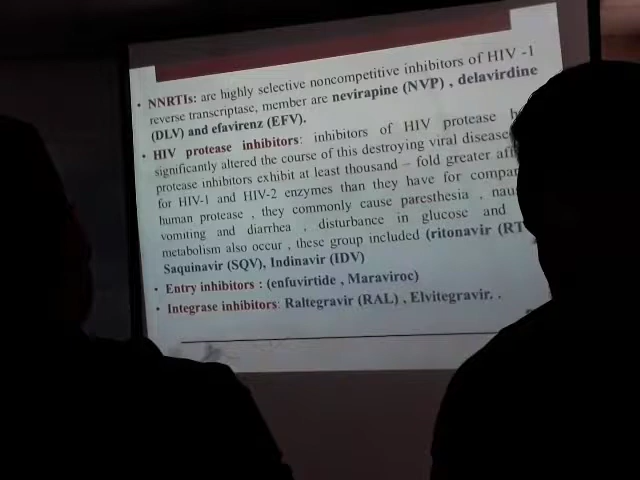 • NNRTIs: are highly selective noncompetitive inhibitors of HIV -1
reverse transcriptase, member are nevirapine (NVP) , delavirdine
(DLV) and efavirenz (EFV).
• HIV protease inhibitors: inhibitors of HIV protease
significantly altered the course of this destroying viral disease
protease inhibitors exhibit at least thousand – fold greater
for HIV-1 and HIV-2 enzymes than they have for
human protease , they commonly cause paresthesia ,
vomiting and diarrhea , disturbance in glucose and
metabolism also occur , these group included (ritonavir
Saquinavir (SQV), Indinavir (IDV)
• Entry inhibitors : (enfuvirtide , Maraviroc)
• Integrase inhibitors: Raltegravir (RAL) , Elvitegravir. .